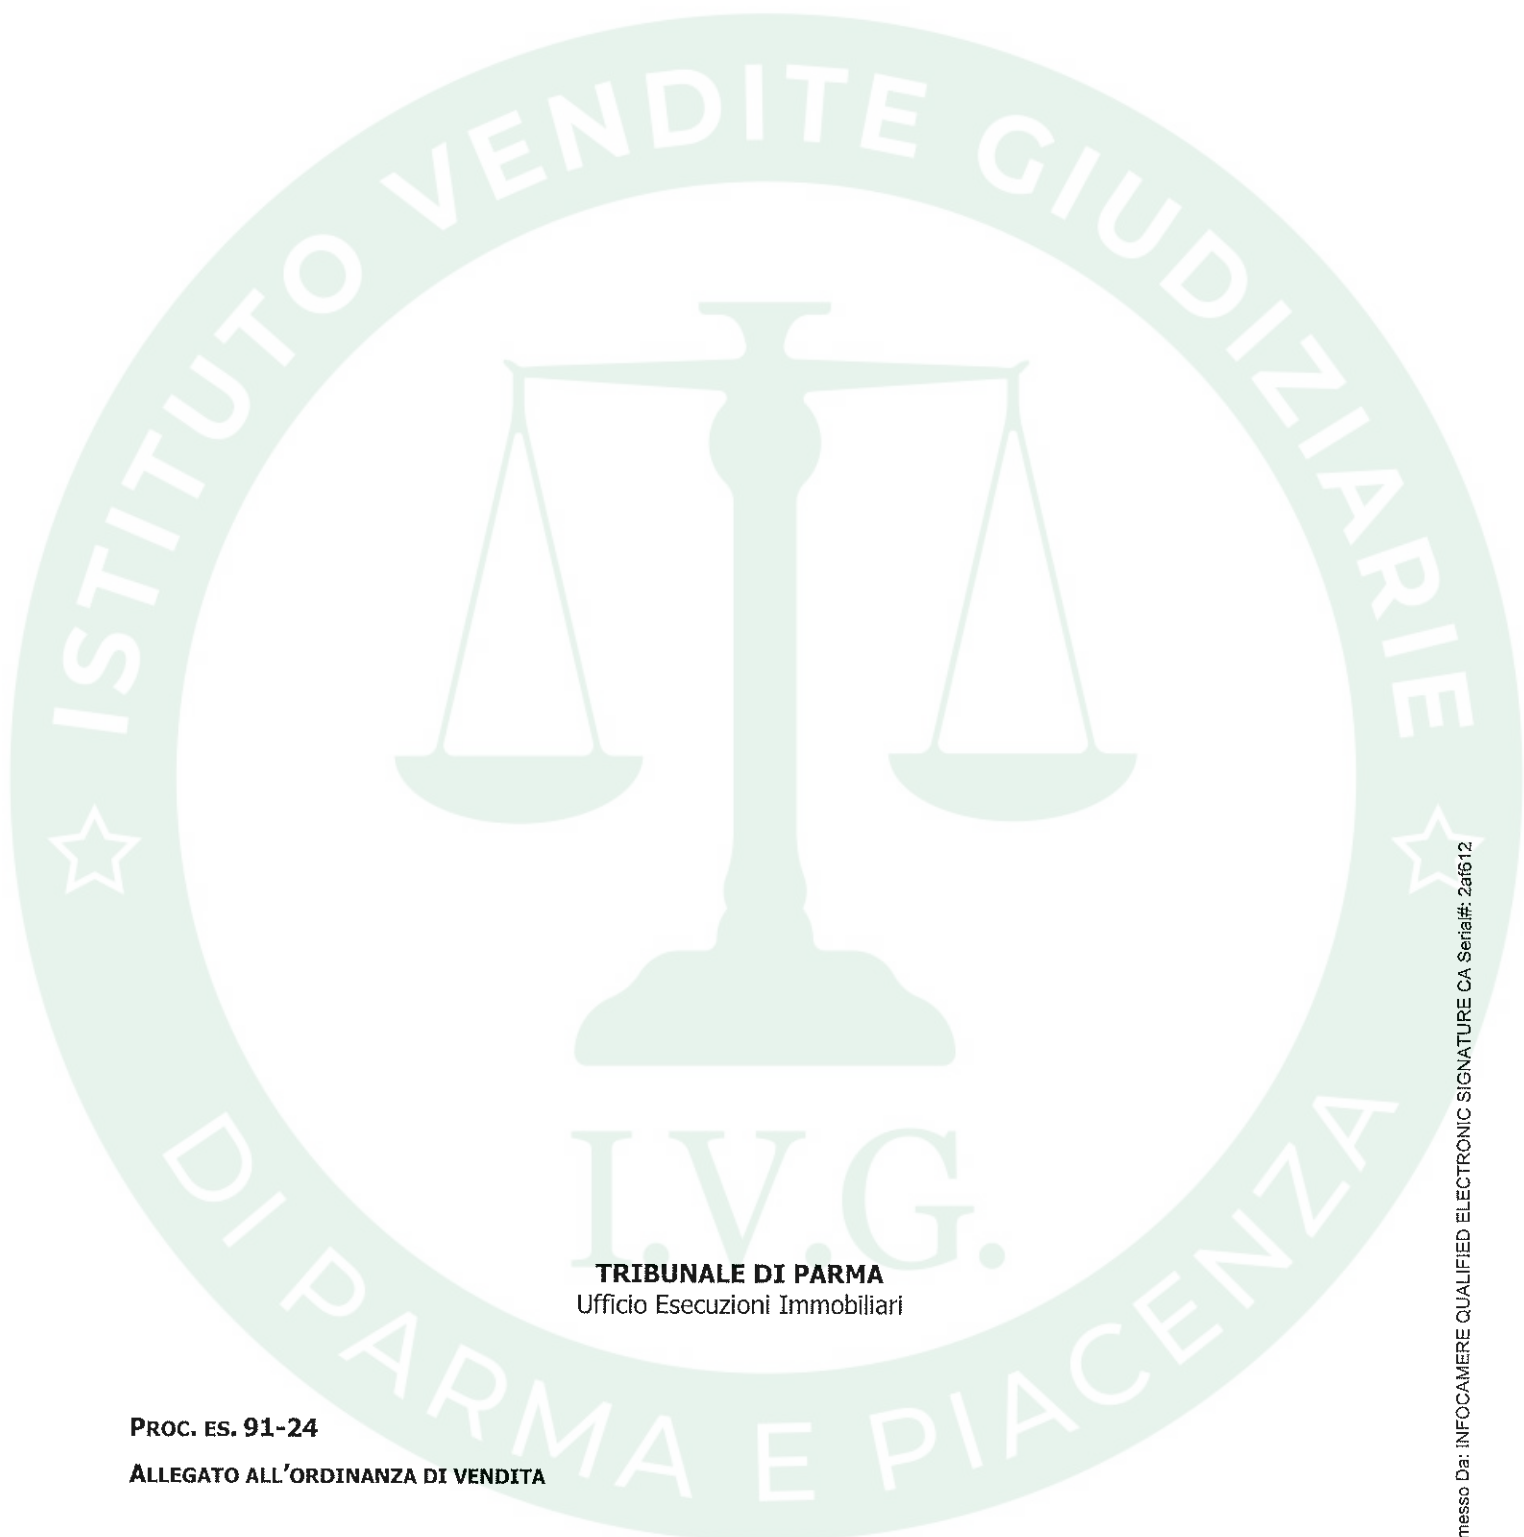 ISTITUTO VENDITE GIUDIZIARIE
DI PARMA E PIACENZA
I.V.G.
TRIBUNALE DI PARMA
Ufficio Esecuzioni Immobiliari
PROC. ES. 91-24
ALLEGATO ALL'ORDINANZA DI VENDITA
messo Da: INFOCAMERE QUALIFIED ELECTRONIC SIGNATURE CA Serial#: 2af612